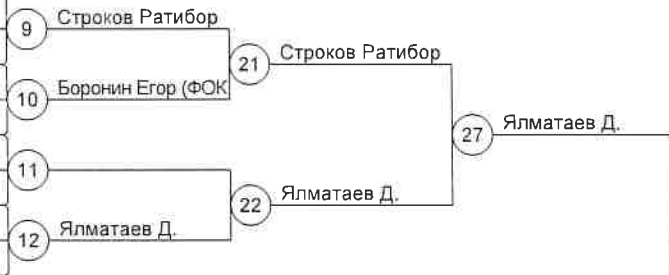 9
Строков Ратибор
21
Строков Ратибор
10
Боронин Егор (ФОК
27
Ялматаев Д.
11
22
Ялматаев Д.
12
Ялматаев Д.